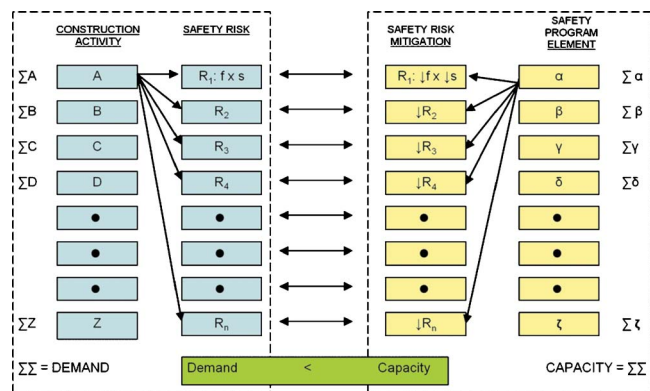 CONSTRUCTION ACTIVITY
SAFETY RISK
SAFETY RISK MITIGATION
SAFETY PROGRAM ELEMENT
∑A A R₁: f x s R₁: ↓f x ↓s α ∑α
∑B B R₂ ↓R₂ β ∑β
∑C C R₃ ↓R₃ γ ∑γ
∑D D R₄ ↓R₄ δ ∑δ
● ● ● ●
● ● ● ●
● ● ● ●
∑Z Z Rₙ ↓Rₙ ζ ∑ζ
∑∑ = DEMAND Demand < Capacity CAPACITY = ∑∑